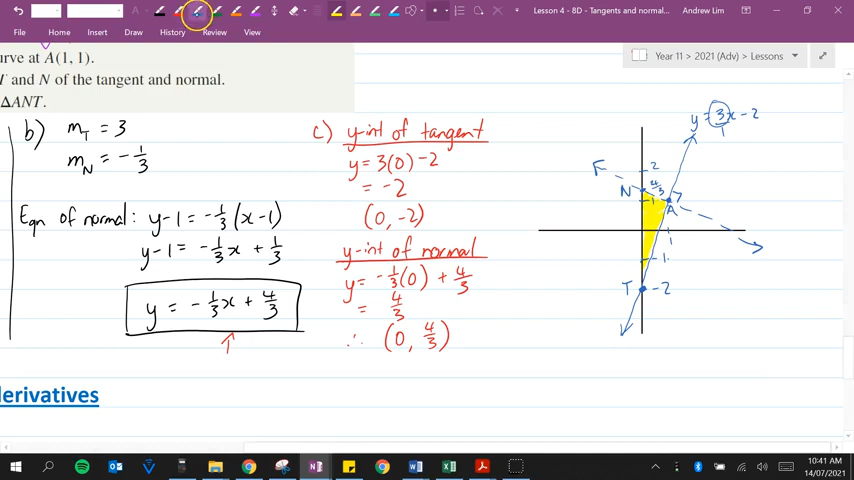 Lesson 4 - 8D - Tangents and normal...
Andrew Lim
File
Home
Insert
Draw
History
Review
View
urve at A(1, 1).
T and N of the tangent and normal.
ΔANT.
Year 11 > 2021 (Adv) > Lessons
b) m_T = 3
m_N = -1/3
Eqn of normal: y-1 = -1/3(x-1)
y-1 = -1/3x + 1/3
y = -1/3x + 4/3
↑
c) y-int of tangent
y = 3(0) - 2
= -2
(0, -2)
y-int of normal
y = -1/3(0) + 4/3
= 4/3
∴ (0, 4/3)
y = 3x - 2
1
2
N 4/3
1
A
-1
T -2
erivatives
10:41 AM
14/07/2021